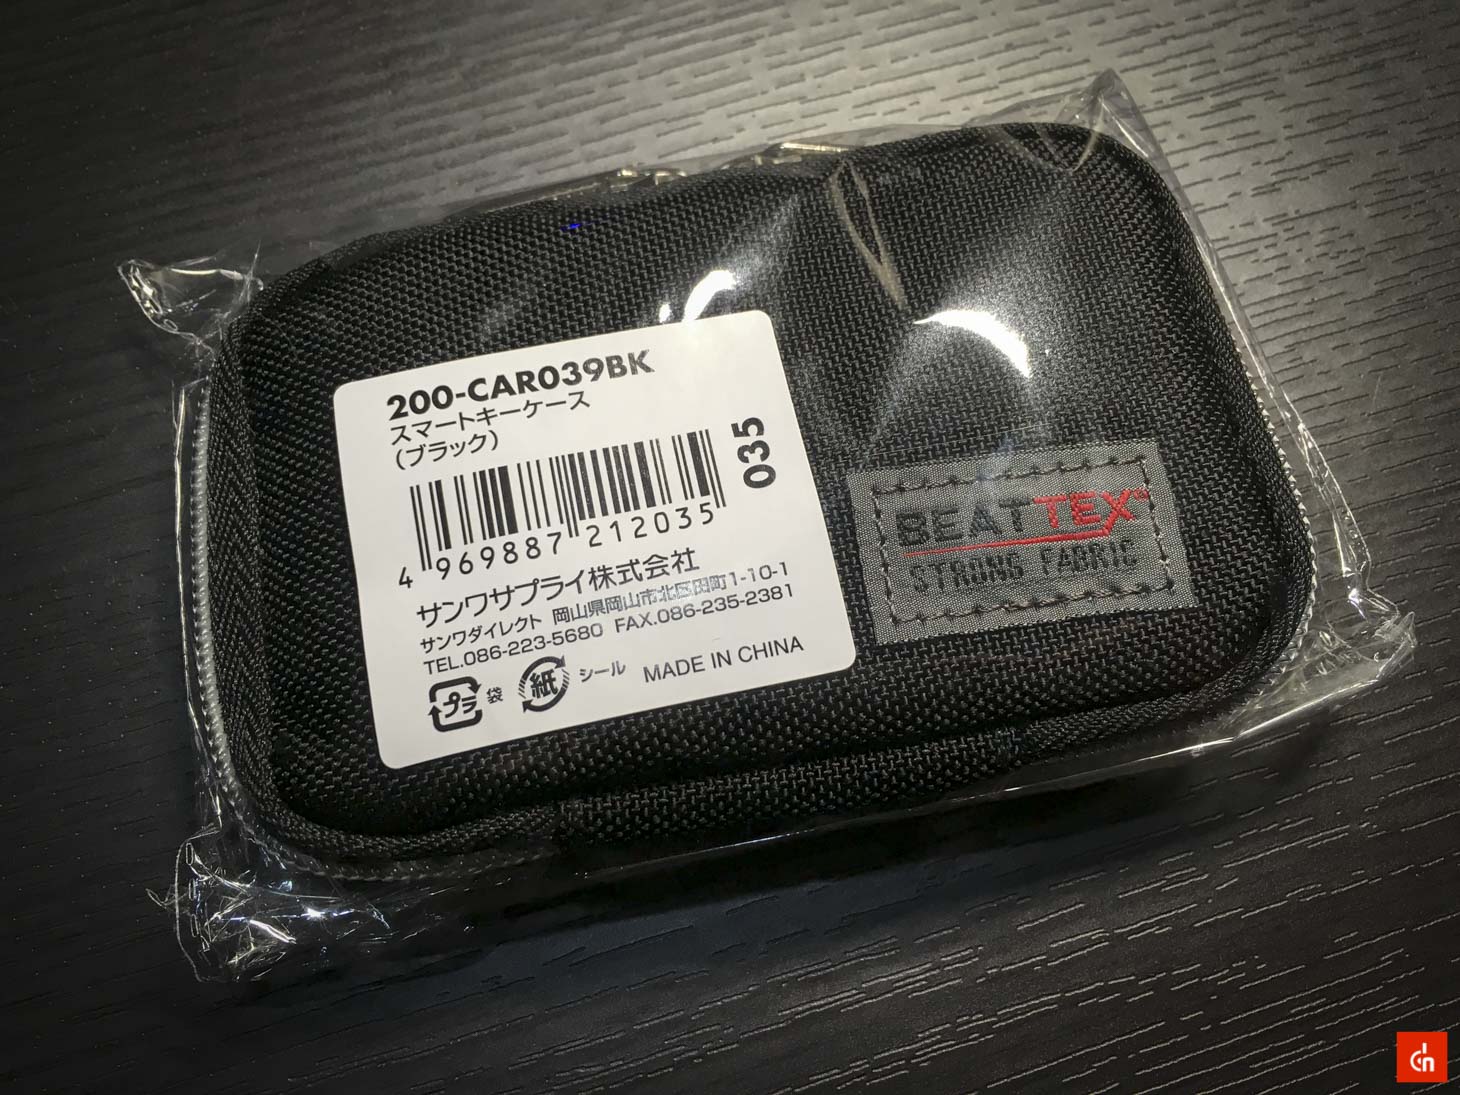 200-CAR039BK
スマートキーケース
(ブラック)
035
4 969887 212035
サンワサプライ株式会社
サンワダイレクト 岡山県岡山市北区田町1-10-1
TEL.086-223-5680 FAX.086-235-2381
プラ 袋 紙 シール MADE IN CHINA
BEATTEX®
STRONG FABRIC